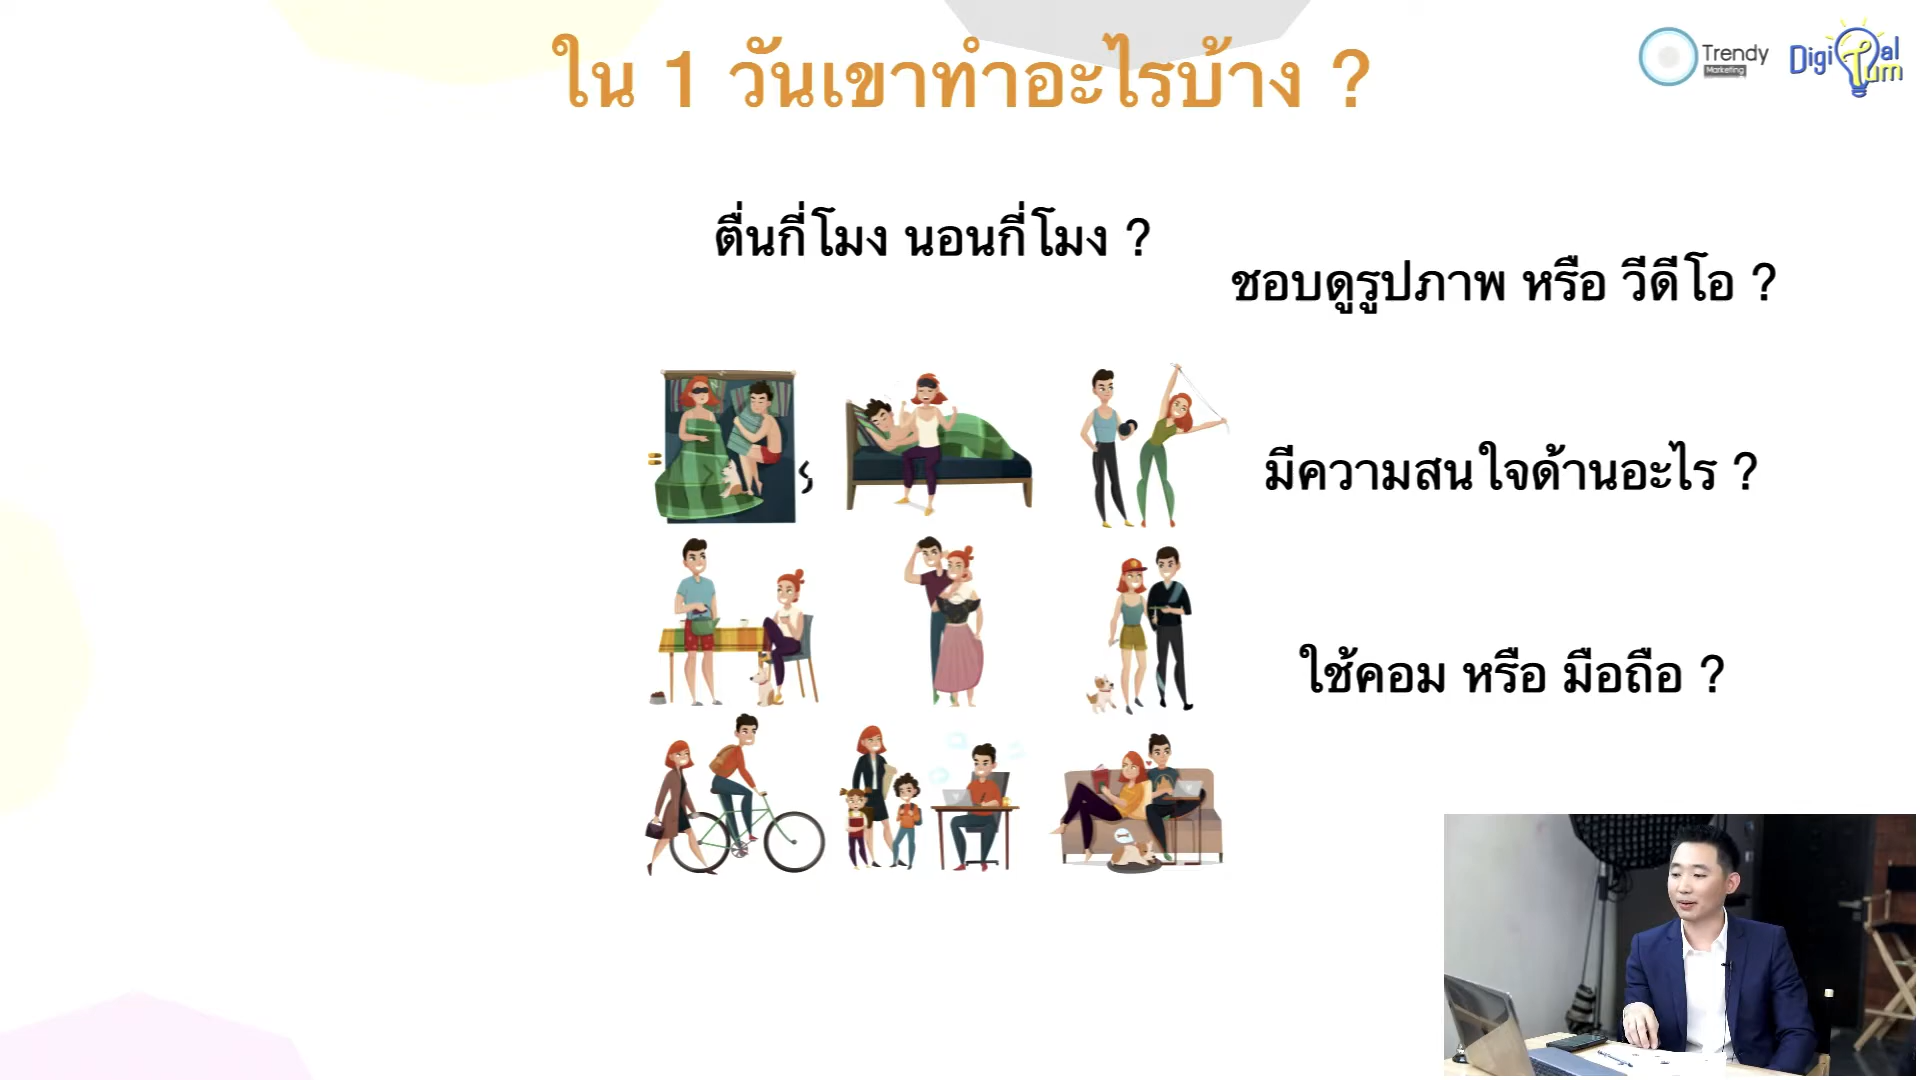 ใน 1 วันเขาทำอะไรบ้าง ?
Trendy
Marketing
Digital
Tum
ตื่นกี่โมง นอนกี่โมง ?
ชอบดูรูปภาพ หรือ วีดีโอ ?
มีความสนใจด้านอะไร ?
ใช้คอม หรือ มือถือ ?